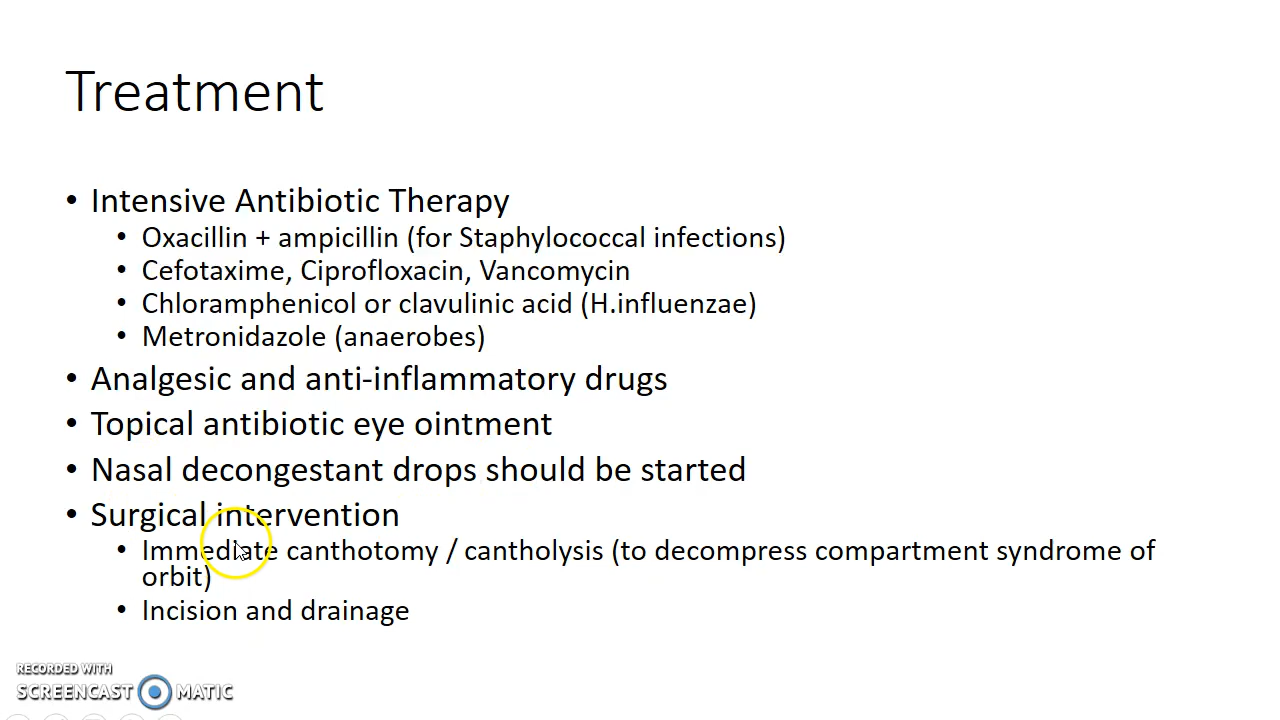 Treatment
• Intensive Antibiotic Therapy
• Oxacillin + ampicillin (for Staphylococcal infections)
• Cefotaxime, Ciprofloxacin, Vancomycin
• Chloramphenicol or clavulinic acid (H.influenzae)
• Metronidazole (anaerobes)
• Analgesic and anti-inflammatory drugs
• Topical antibiotic eye ointment
• Nasal decongestant drops should be started
• Surgical intervention
• Immediate canthotomy / cantholysis (to decompress compartment syndrome of
orbit)
• Incision and drainage
RECORDED WITH
SCREENCAST MATIC